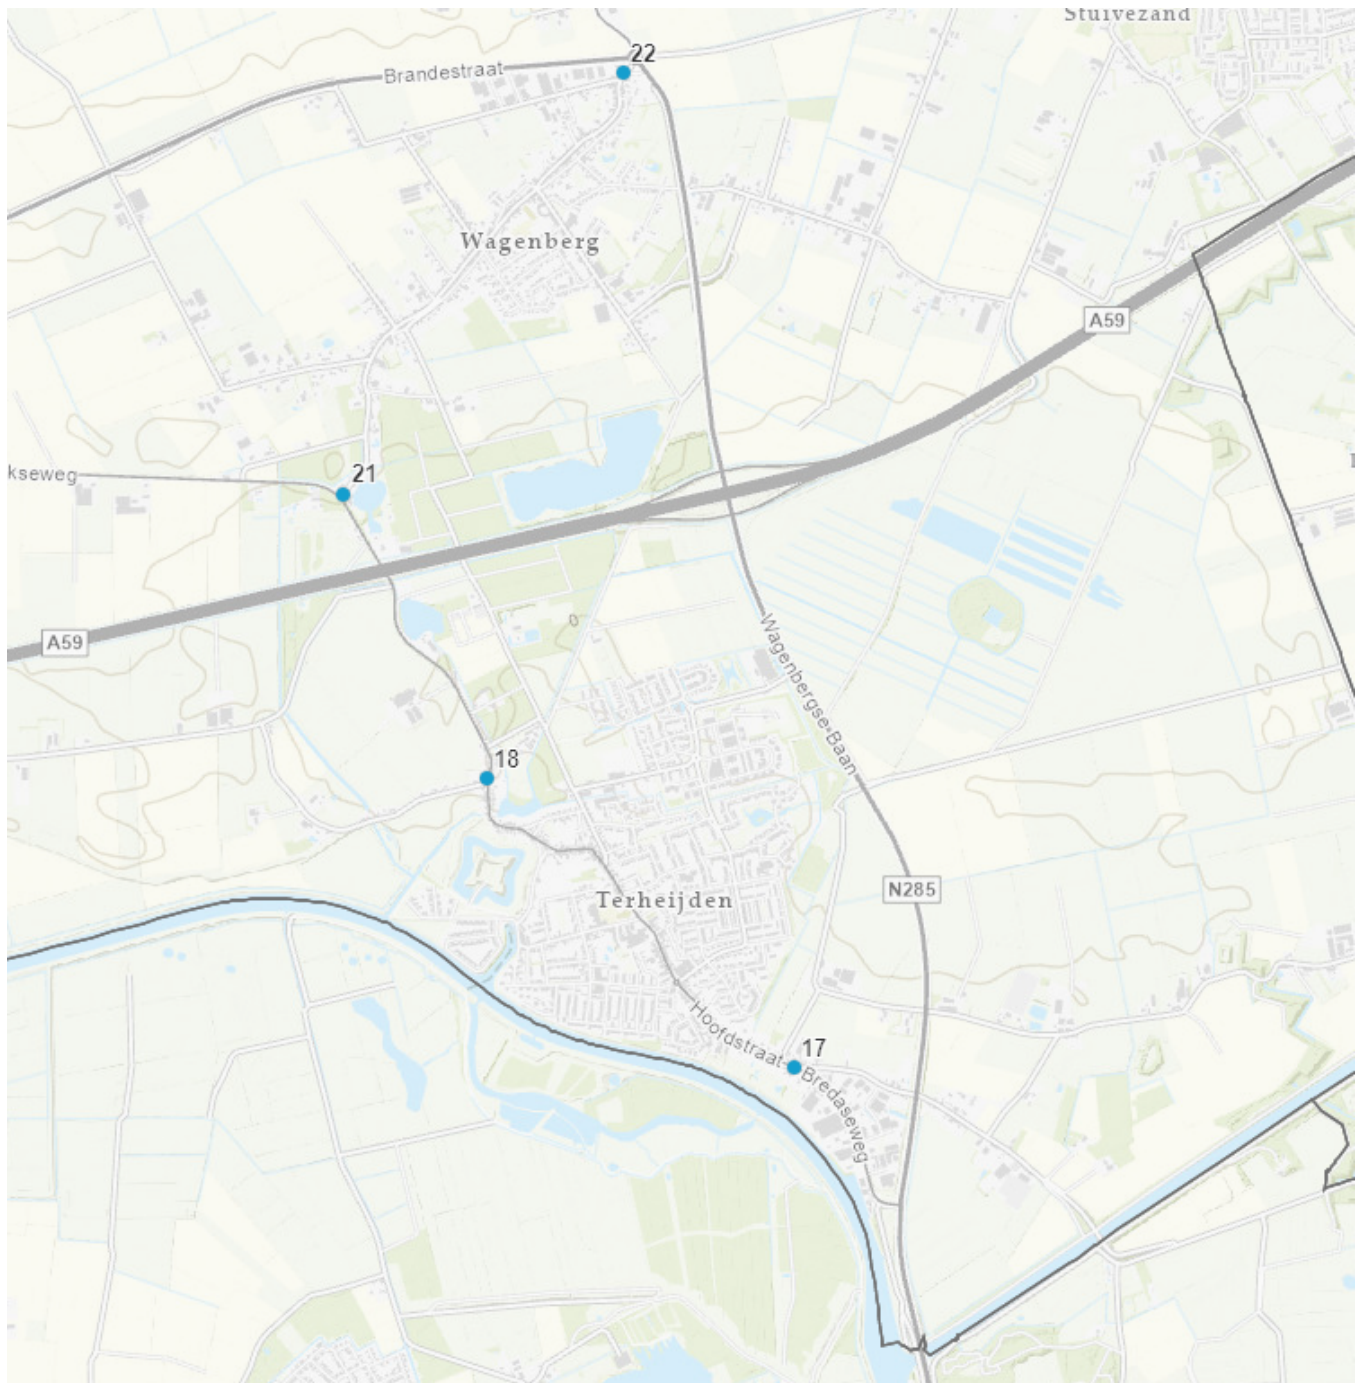 Stuivezand
22
Brandestraat
Wagenberg
A59
21
kseweg
A59
Wagenbergse-Baan
18
N285
Terheijden
Hoofdstraat-Bredaseweg
17